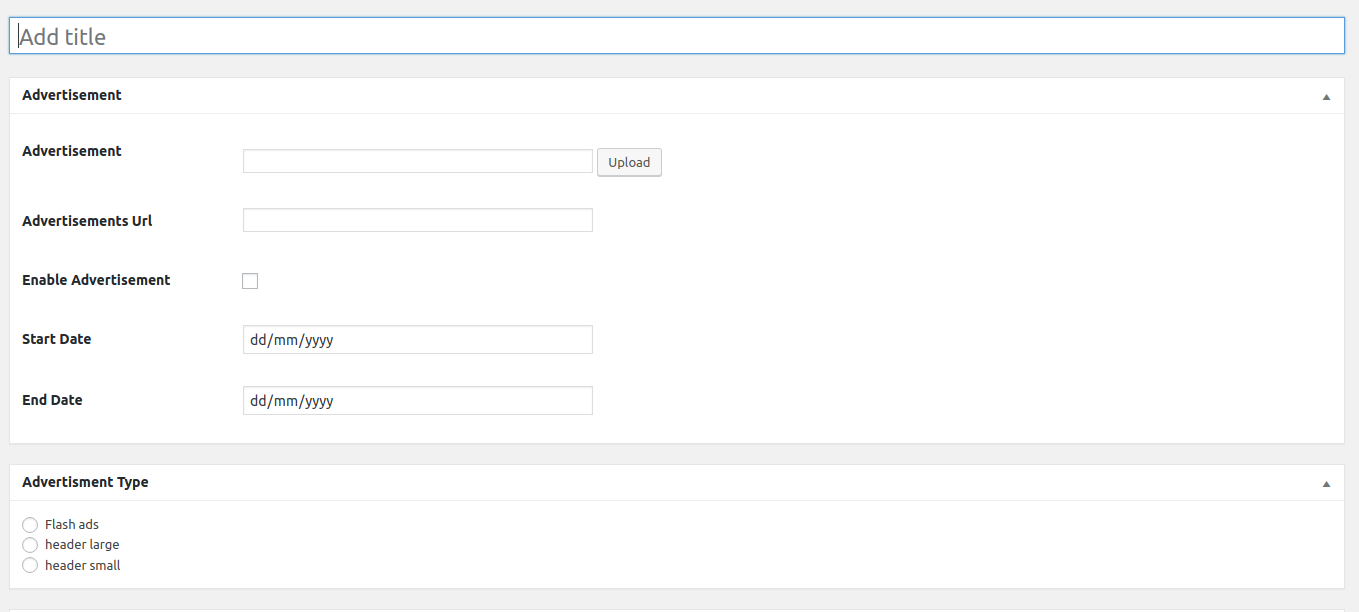 Add title
Advertisement
Advertisement
Upload
Advertisements Url
Enable Advertisement
Start Date
dd/mm/yyyy
End Date
dd/mm/yyyy
Advertisment Type
Flash ads
header large
header small